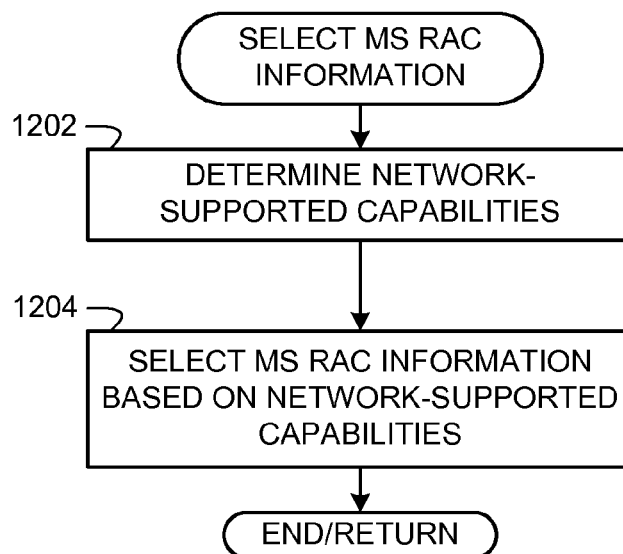 SELECT MS RAC
INFORMATION
1202
DETERMINE NETWORK-
SUPPORTED CAPABILITIES
1204
SELECT MS RAC INFORMATION
BASED ON NETWORK-SUPPORTED
CAPABILITIES
END/RETURN